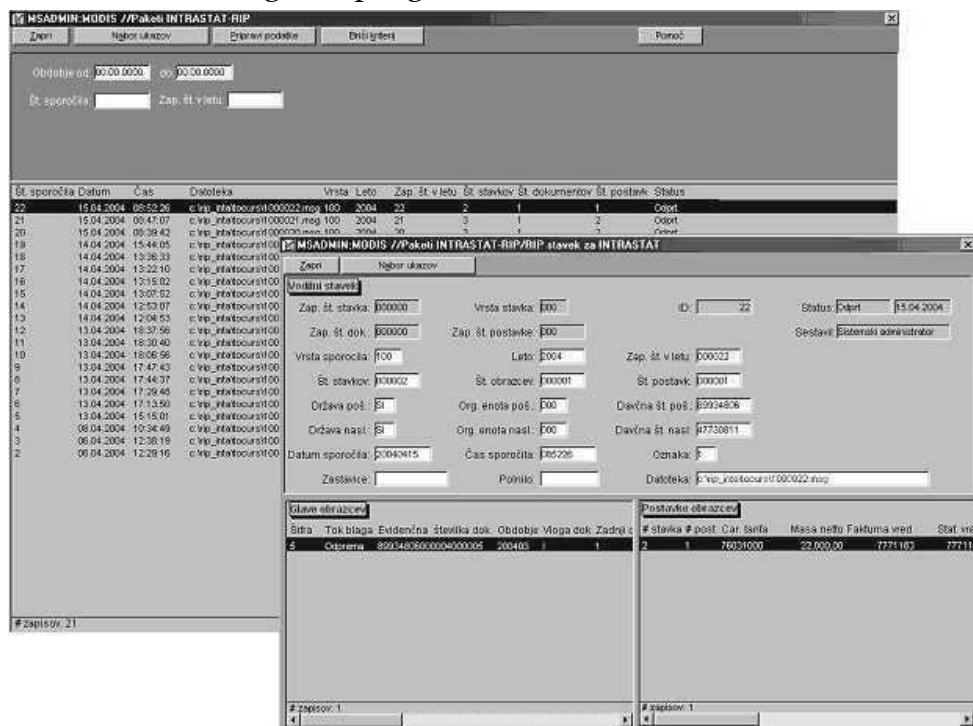 MSADMIN:MODIS //Paketi INTRASTAT-RIP
Zapri Nabor ukazov Pripravi podatke Briši kriterij Pomoč
Obdobje od 00.00.0000 do 00.00.0000
Št. sporočila Zap. št. v letu
Št. sporočila Datum Čas Datoteka Vrsta Leto Zap. št. v letu Št. stavkov Št. dokumentov Št. postavk Status
22 15.04.2004 08:52:26 100 2004 22 2 1 1 Odprt
21 15.04.2004 08:47:07 100 2004 21 3 1 2 Odprt
20 15.04.2004 08:39:42
19 14.04.2004 15:44:05
18 14.04.2004 13:36:33
17 14.04.2004 13:22:10
16 14.04.2004 13:15:02
15 14.04.2004 13:07:52
14 14.04.2004 12:53:07
13 14.04.2004 12:04:53
12 13.04.2004 18:37:56
11 13.04.2004 18:30:40
10 13.04.2004 18:06:56
9 13.04.2004 17:47:43
8 13.04.2004 17:44:37
7 13.04.2004 17:29:46
6 13.04.2004 17:13:50
5 13.04.2004 15:15:01
4 08.04.2004 10:34:49
3 06.04.2004 12:38:19
2 06.04.2004 12:29:16
# zapisov: 21
MSADMIN:MODIS //Paketi INTRASTAT-RIP/RIP stavek za INTRASTAT
Zapri Nabor ukazov
Vodilni stavek
Zap. št. stavka: 000000 Vrsta stavka: 000 ID: 22 Status: Odprt 15.04.2004
Zap. št. dok.: 000000 Zap. št. postavke: 000 Sestavil: Sistemski administrator
Vrsta sporočila: 100 Leto: 2004 Zap. št. v letu: 000022
Št. stavkov: 000002 Št. obrazcev: 000001 Št. postavk: 000001
Država poš.: SI Org. enota poš.: 000 Davčna št. poš.: 89934806
Država nasl.: SI Org. enota nasl.: 000 Davčna št. nasl: 47730811
Datum sporočila: 20040415 Čas sporočila: 085226 Oznaka:
Zastavice: Polnilo: Datoteka:
Glave obrazcev
Šifra Tok blaga Evidenčna številka dok. Obdobje Vloga dok. Zadnji
5 Odprema 200403 1 1
# zapisov: 1
Postavke obrazcev
# stavka # post Car. tarifa Masa netto Fakturna vred Stat. vre
2 1 76031000 22.000,00 7771163 77711
# zapisov: 1